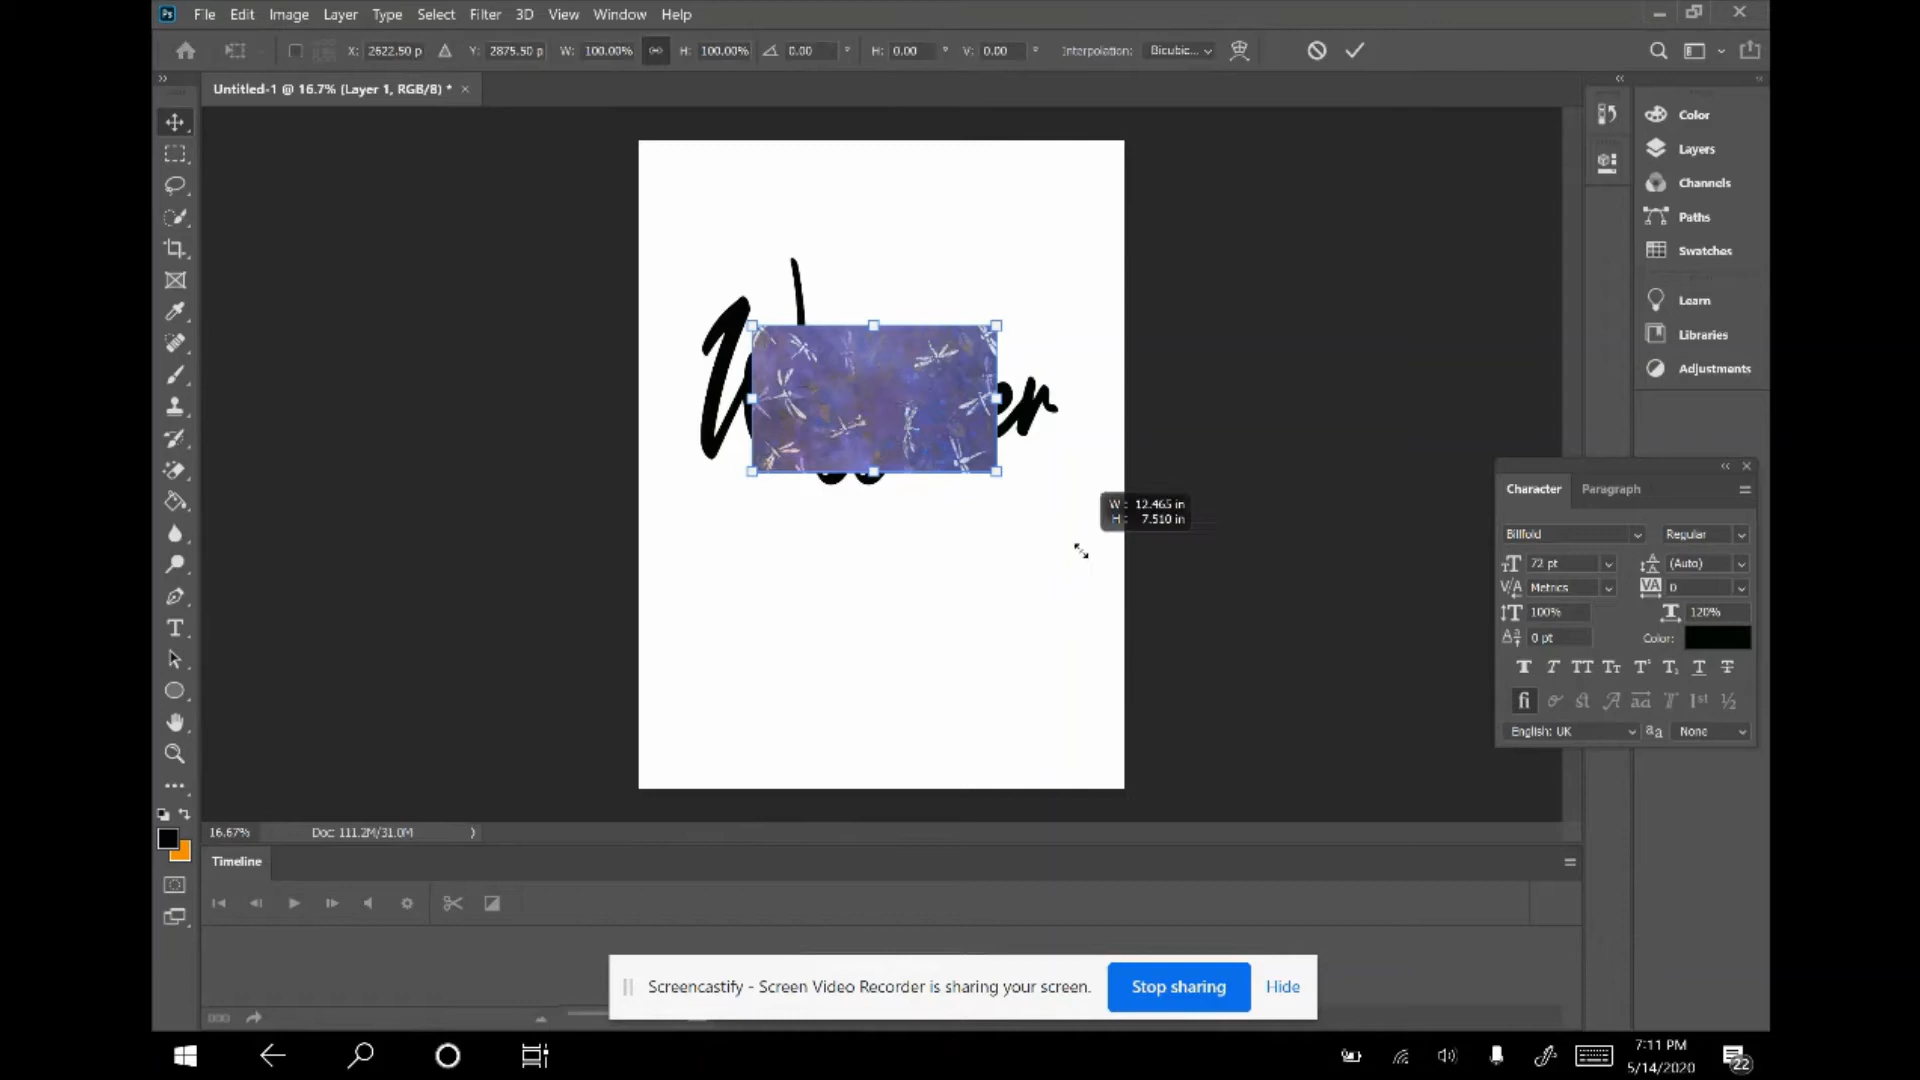 Ps File Edit Image Layer Type Select Filter 3D View Window Help
X: 2622.50 p Y: 2875.50 p W: 100.00% H: 100.00% 0.00 ° H: 0.00 ° V: 0.00 ° Interpolation: Bicubic...
Untitled-1 @ 16.7% (Layer 1, RGB/8) * ×
Color
Layers
Channels
Paths
Swatches
Learn
Libraries
Adjustments
er
W: 12.465 in
H: 7.510 in
Character Paragraph
Billfold Regular
72 pt (Auto)
Metrics 0
100% 120%
0 pt Color:
English: UK aa None
16.67% Doc: 111.2M/31.0M
Timeline
Screencastify - Screen Video Recorder is sharing your screen. Stop sharing Hide
7:11 PM
5/14/2020
22